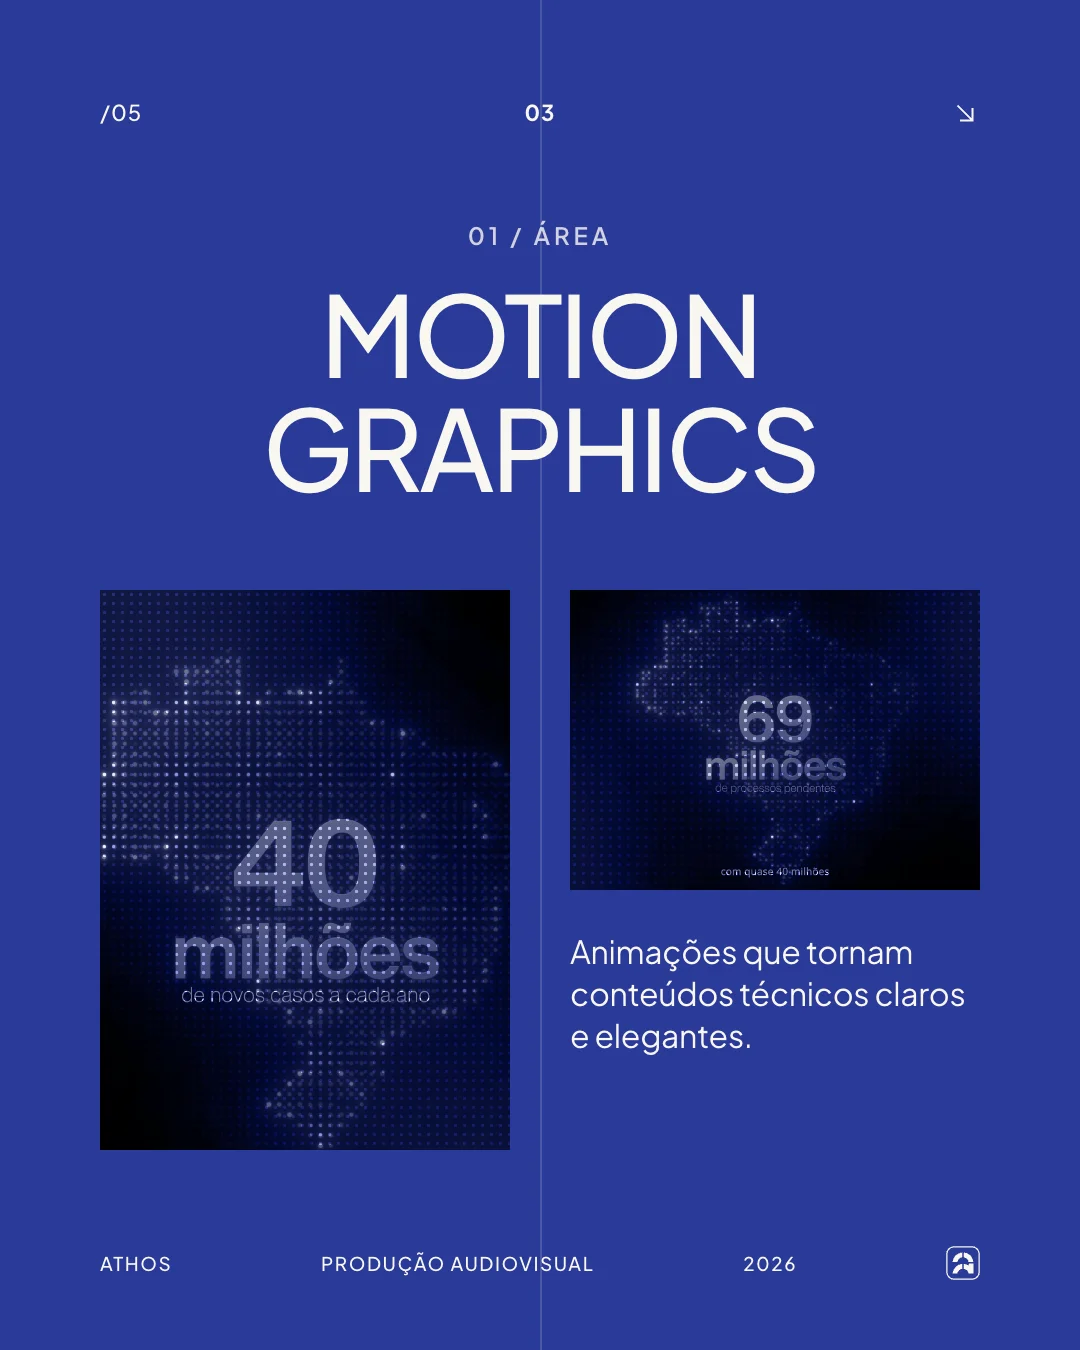 /05
03
01 / ÁREA
MOTION
GRAPHICS
40
milhões
de novos casos a cada ano
69
milhões
de processos pendentes
com quase 40 milhões
Animações que tornam
conteúdos técnicos claros
e elegantes.
ATHOS
PRODUÇÃO AUDIOVISUAL
2026